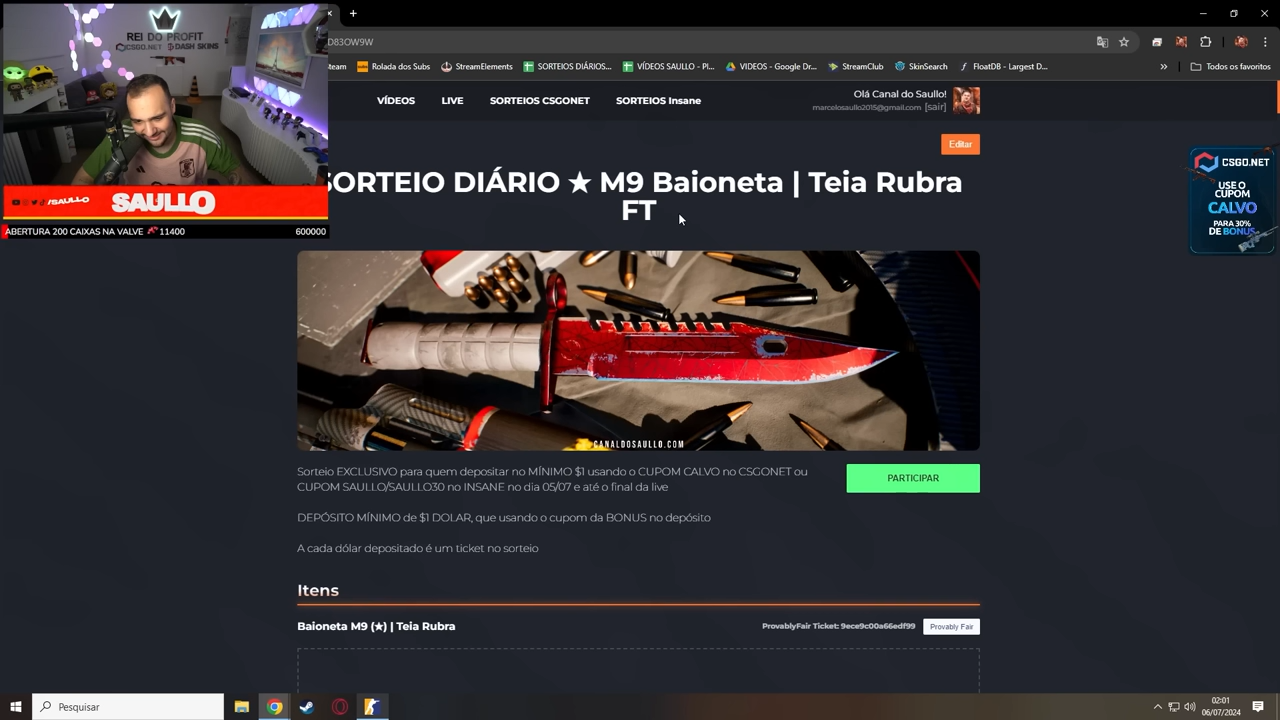 REI DO PROFIT
CSGO.NET DASH SKINS
/SAULLO
SAULLO
ABERTURA 200 CAIXAS NA VALVE 11400 600000
D83OW9W
team
Rolada dos Subs
StreamElements
SORTEIOS DIÁRIOS...
VÍDEOS SAULLO - Pl...
VIDEOS - Google Dr...
StreamClub
SkinSearch
FloatDB - Largest D...
Todos os favoritos
VÍDEOS
LIVE
SORTEIOS CSGONET
SORTEIOS Insane
Olá Canal do Saullo!
marcelosaullo2015@gmail.com [sair]
Editar
SORTEIO DIÁRIO ★ M9 Baioneta | Teia Rubra
FT
CSGO.NET
USE O
CUPOM
CALVO
PARA 30%
DE BONUS
CANALDOSAULLO.COM
Sorteio EXCLUSIVO para quem depositar no MÍNIMO $1 usando o CUPOM CALVO no CSGONET ou
CUPOM SAULLO/SAULLO30 no INSANE no dia 05/07 e até o final da live
PARTICIPAR
DEPÓSITO MÍNIMO de $1 DOLAR, que usando o cupom da BONUS no depósito
A cada dólar depositado é um ticket no sorteio
Itens
Baioneta M9 (★) | Teia Rubra
ProvablyFair Ticket: 9ece9c00a66edf99
Provably Fair
Pesquisar
02:01
06/07/2024